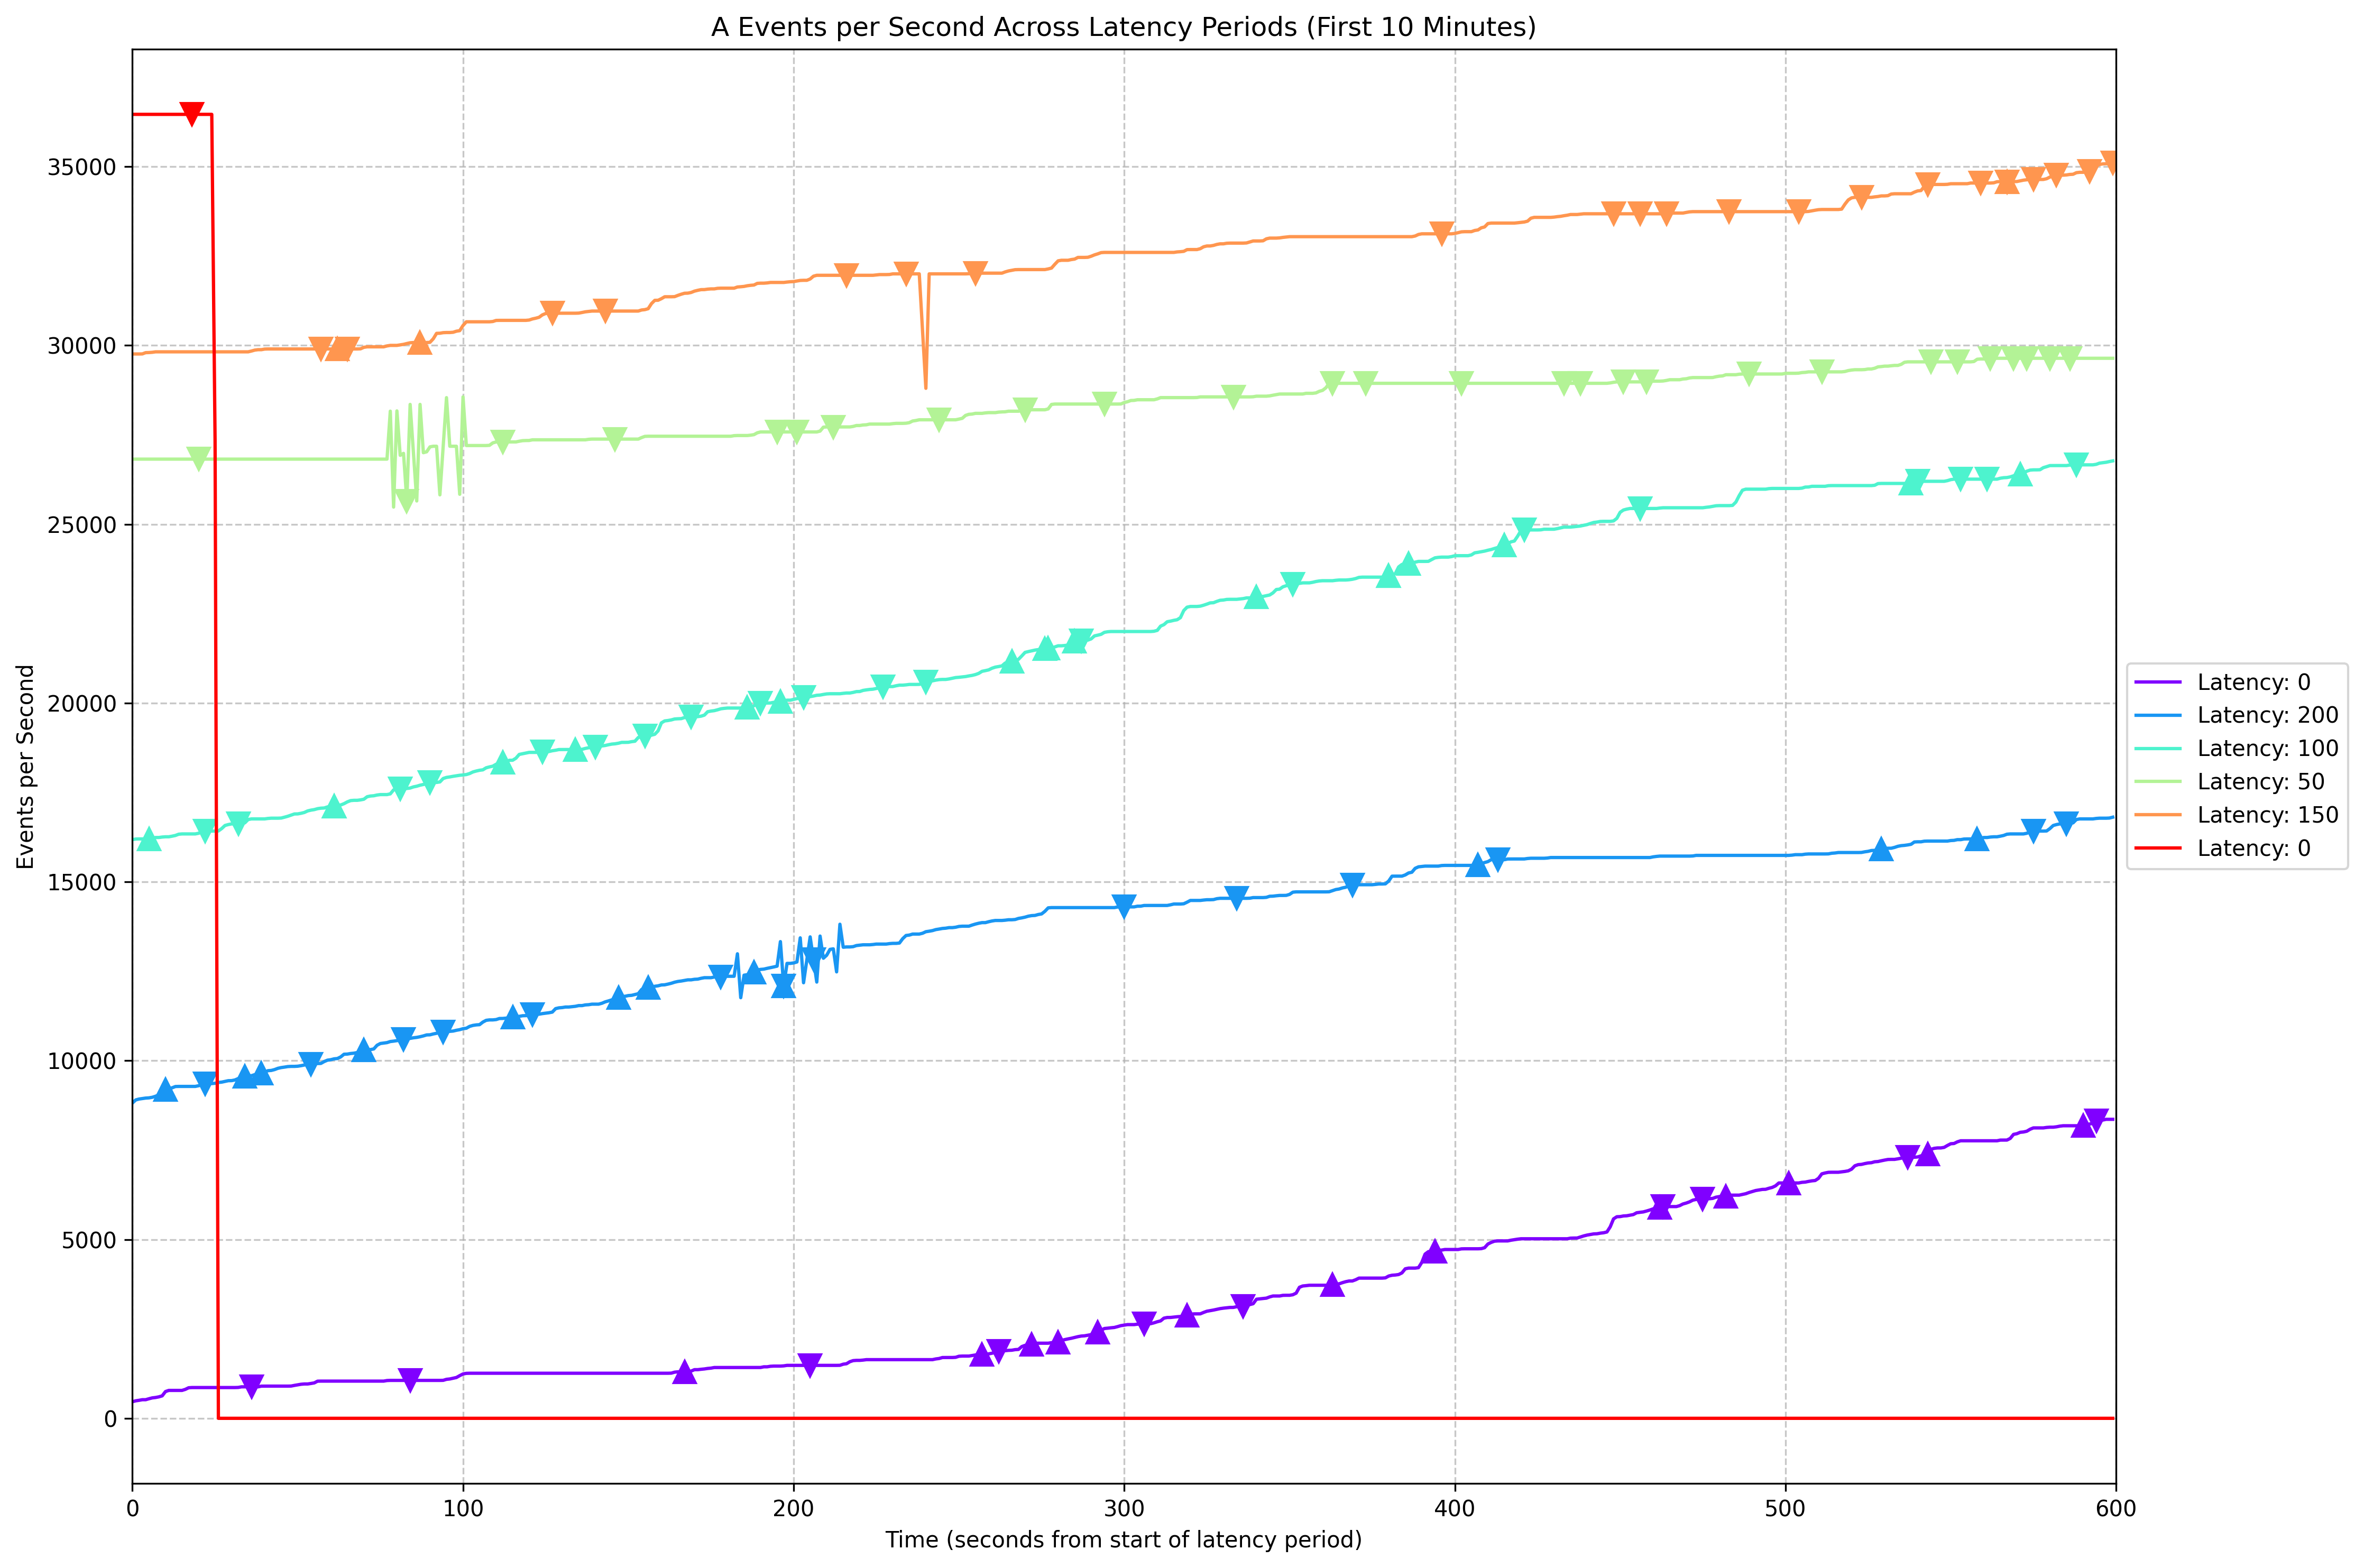 A Events per Second Across Latency Periods (First 10 Minutes)
Events per Second
35000
30000
25000
20000
15000
10000
5000
0
0 100 200 300 400 500 600
Time (seconds from start of latency period)
Latency: 0
Latency: 200
Latency: 100
Latency: 50
Latency: 150
Latency: 0